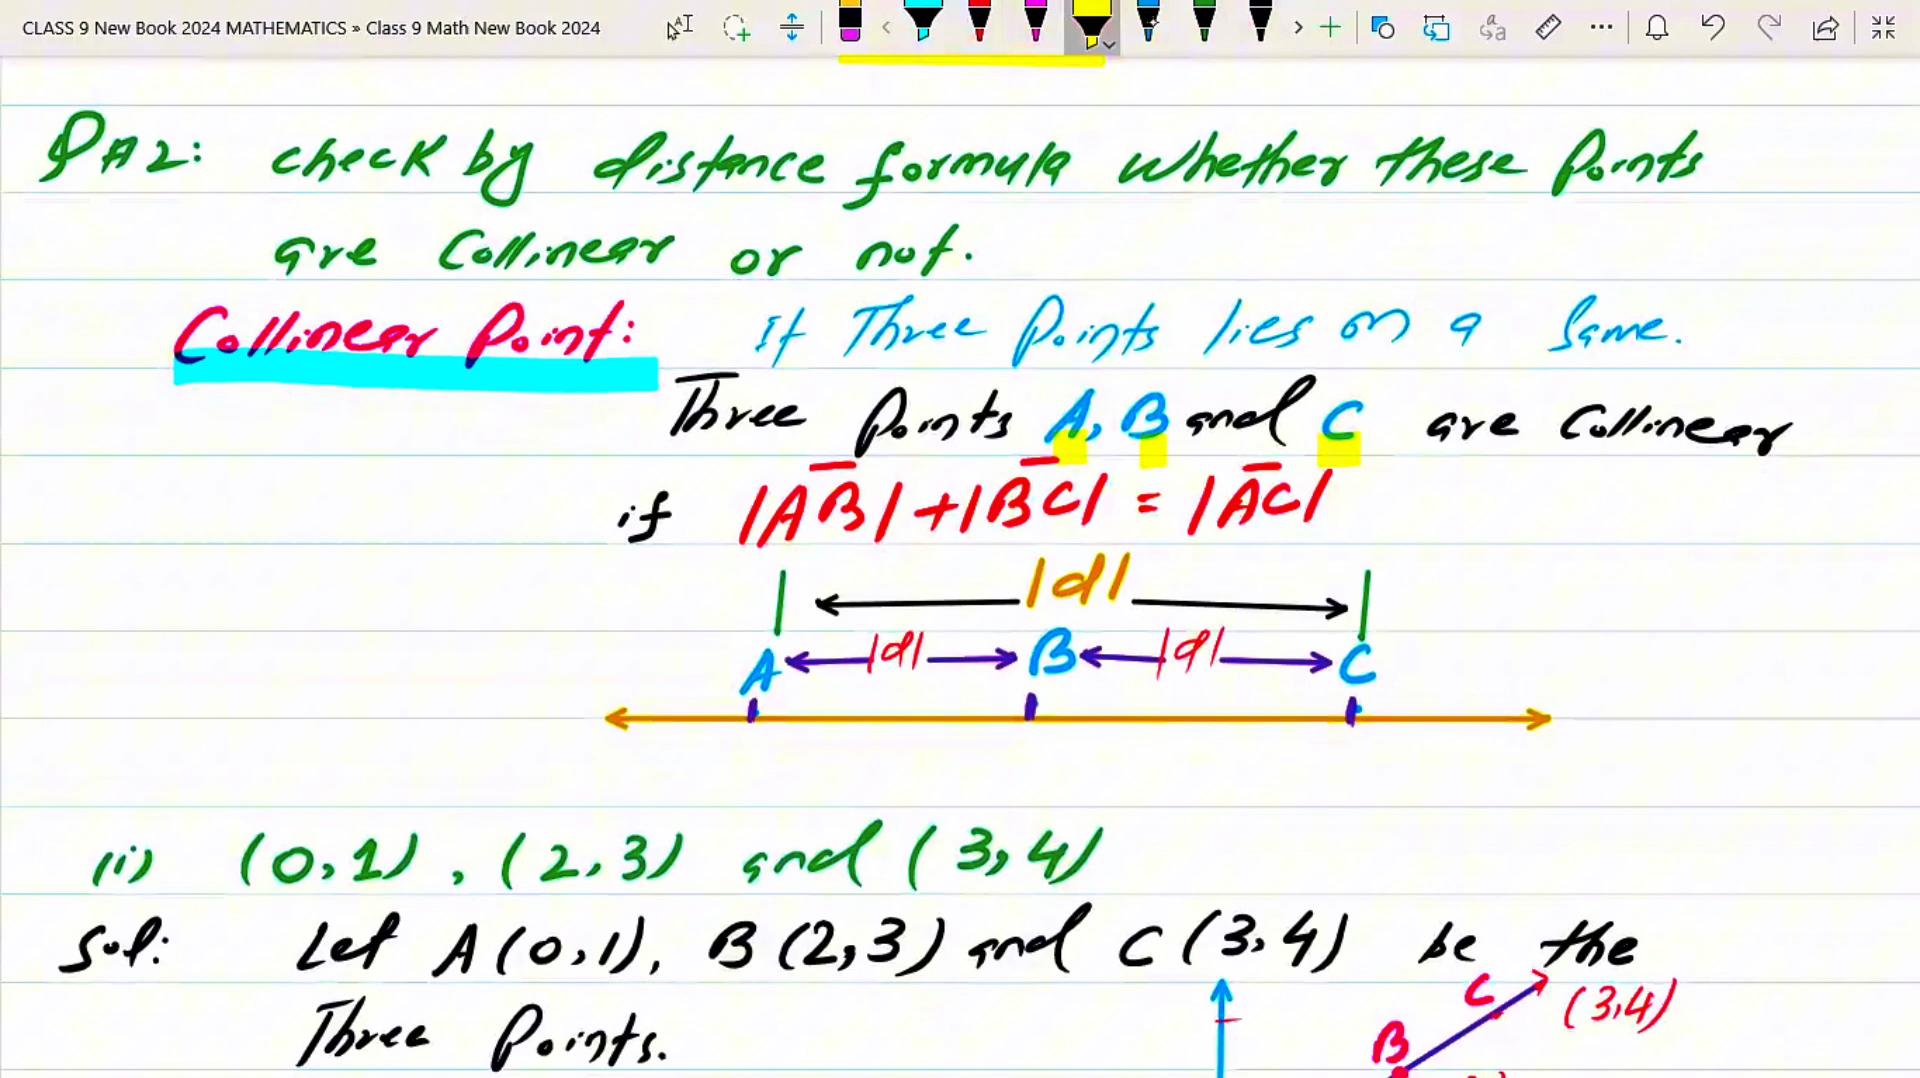 CLASS 9 New Book 2024 MATHEMATICS » Class 9 Math New Book 2024
check by distance formula whether these Points
are Collinear or not.
Collinear Point: If Three Points lies on a Same.
Three Points A, B and C are Collinear
if |AB| + |BC| = |AC|
|d|
A |d| B |d| C
(i) (0,1), (2,3) and (3,4)
Sol: Let A(0,1), B(2,3) and C(3,4) be the
C (3,4)
Three Points.
B